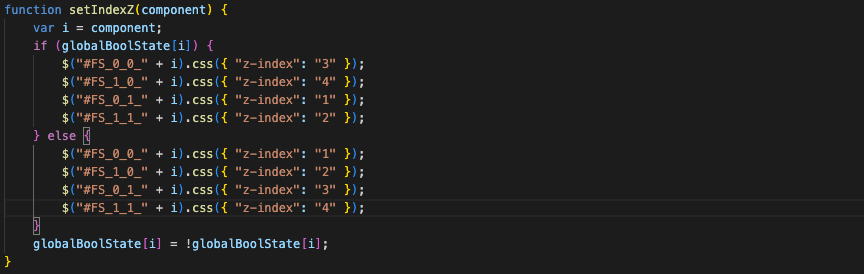 function setIndexZ(component) {
    var i = component;
    if (globalBoolState[i]) {
        $("#FS_0_0_" + i).css({ "z-index": "3" });
        $("#FS_1_0_" + i).css({ "z-index": "4" });
        $("#FS_0_1_" + i).css({ "z-index": "1" });
        $("#FS_1_1_" + i).css({ "z-index": "2" });
    } else {
        $("#FS_0_0_" + i).css({ "z-index": "1" });
        $("#FS_1_0_" + i).css({ "z-index": "2" });
        $("#FS_0_1_" + i).css({ "z-index": "3" });
        $("#FS_1_1_" + i).css({ "z-index": "4" });
    }
    globalBoolState[i] = !globalBoolState[i];
}